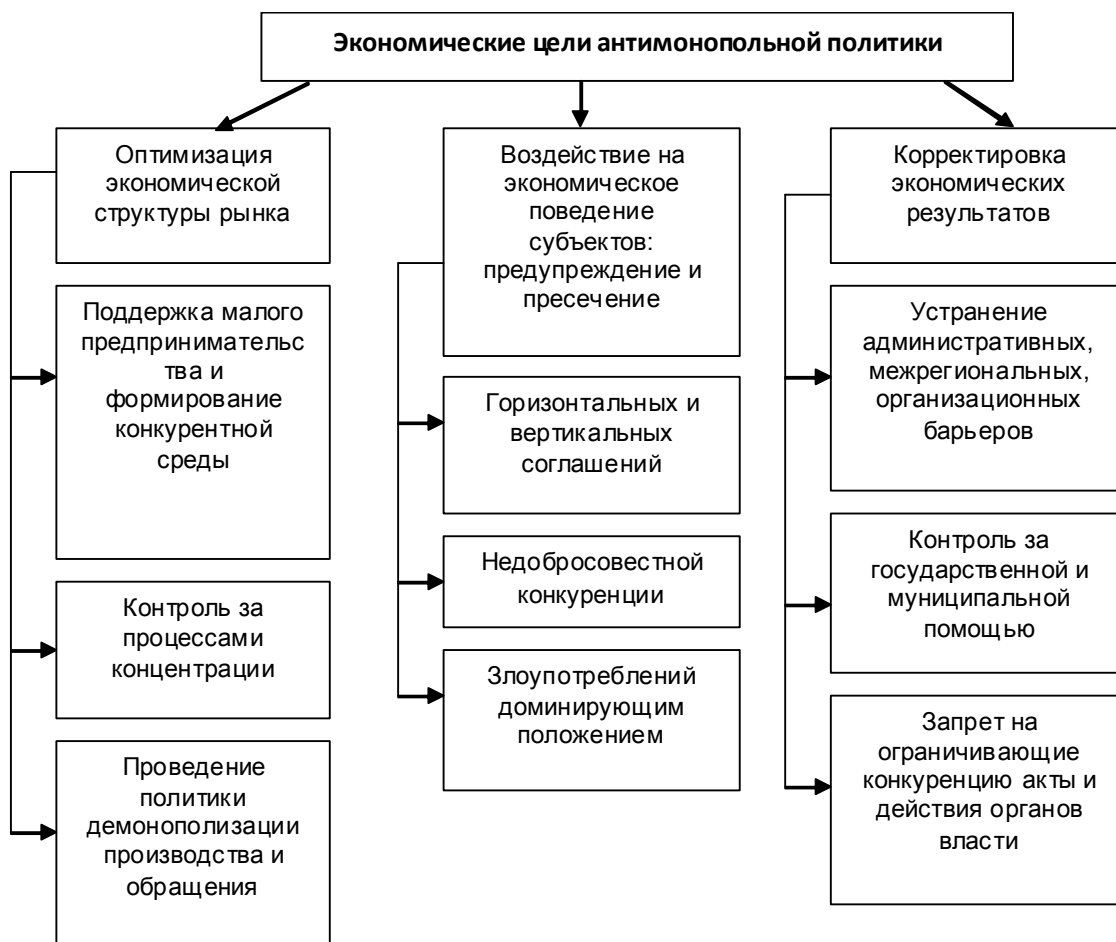 Экономические цели антимонопольной политики
Оптимизация
экономической
структуры рынка
Поддержка малого
предпринимательс
тва и
формирование
конкурентной
среды
Контроль за
процессами
концентрации
Проведение
политики
демонополизации
производства и
обращения
Воздействие на
экономическое
поведение
субъектов:
предупреждение и
пресечение
Горизонтальных и
вертикальных
соглашений
Недобросовестной
конкуренции
Злоупотреблений
доминирующим
положением
Корректировка
экономических
результатов
Устранение
административных,
межрегиональных,
организационных
барьеров
Контроль за
государственной и
муниципальной
помощью
Запрет на
ограничивающие
конкуренцию акты и
действия органов
власти